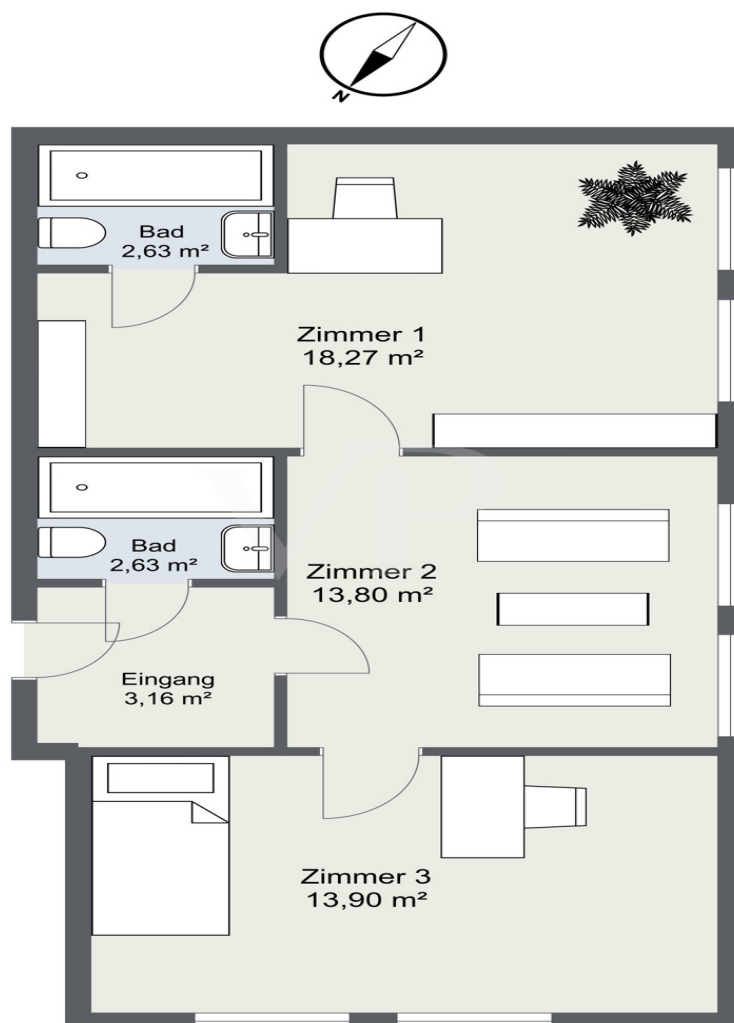 N
Bad
2,63 m²
Zimmer 1
18,27 m²
Bad
2,63 m²
Zimmer 2
13,80 m²
Eingang
3,16 m²
Zimmer 3
13,90 m²